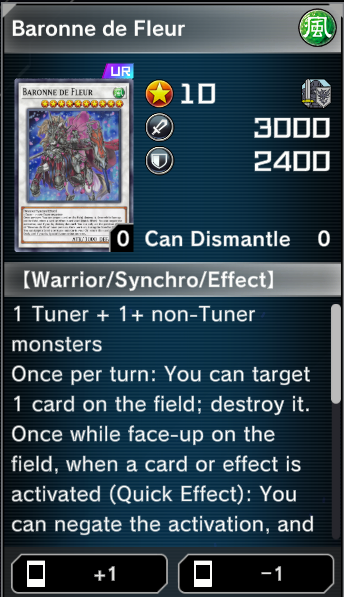 Baronne de Fleur
風
UR
BARONNE DE FLEUR
10
3000
2400
0
Can Dismantle 0
【Warrior/Synchro/Effect】
1 Tuner + 1+ non-Tuner
monsters
Once per turn: You can target
1 card on the field; destroy it.
Once while face-up on the
field, when a card or effect is
activated (Quick Effect): You
can negate the activation, and
+1
-1